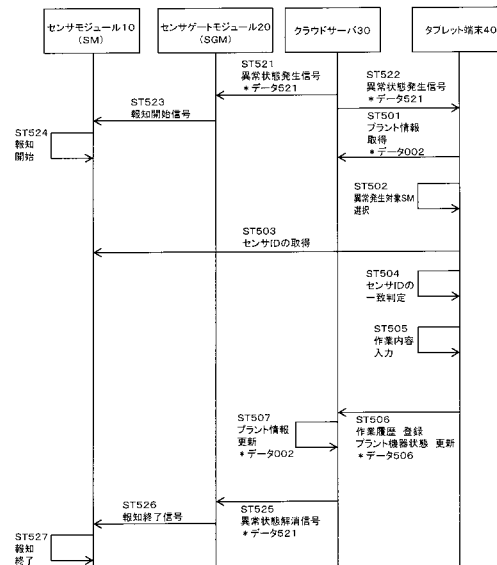 センサモジュール10
(SM)
センサゲートモジュール20
(SGM)
クラウドサーバ30
タブレット端末40
ST521
異常状態発生信号
*データ521
ST522
異常状態発生信号
*データ521
ST523
報知開始信号
ST501
プラント情報
取得
*データ002
ST524
報知
開始
ST502
異常発生対象SM
選択
ST503
センサIDの取得
ST504
センサIDの
一致判定
ST505
作業内容
入力
ST507
プラント情報
更新
*データ002
ST506
作業履歴 登録
プラント機器状態 更新
*データ506
ST526
報知終了信号
ST525
異常状態解消信号
*データ521
ST527
報知
終了